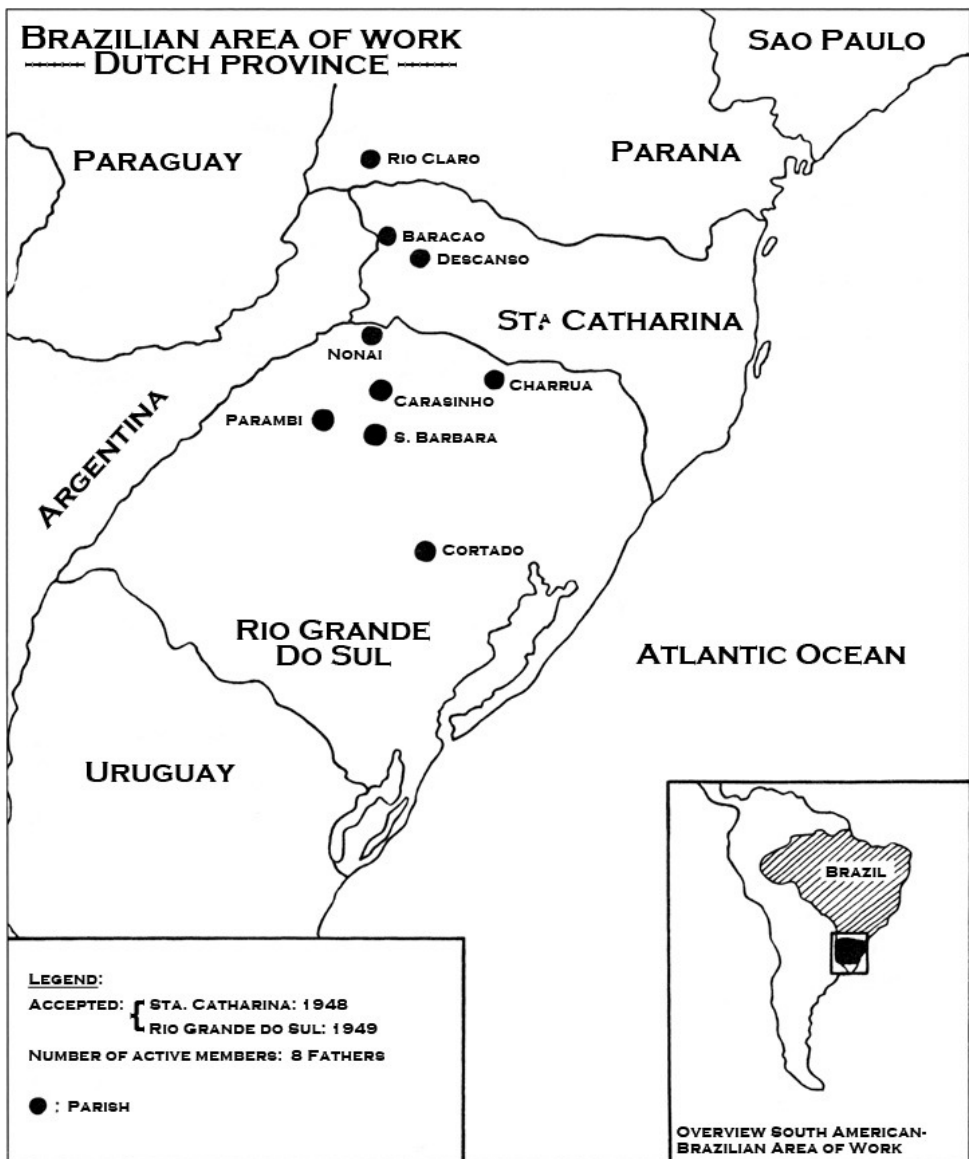 BRAZILIAN AREA OF WORK
DUTCH PROVINCE
SAO PAULO
PARAGUAY
RIO CLARO
PARANA
BARACAO
DESCANSO
STA. CATHARINA
NONAI
CARASINHO
CHARRUA
PARAMBI
S. BARBARA
ARGENTINA
CORTADO
RIO GRANDE
DO SUL
ATLANTIC OCEAN
URUGUAY
BRAZIL
LEGEND:
ACCEPTED: { STA. CATHARINA: 1948
RIO GRANDE DO SUL: 1949
NUMBER OF ACTIVE MEMBERS: 8 FATHERS
: PARISH
OVERVIEW SOUTH AMERICAN-
BRAZILIAN AREA OF WORK